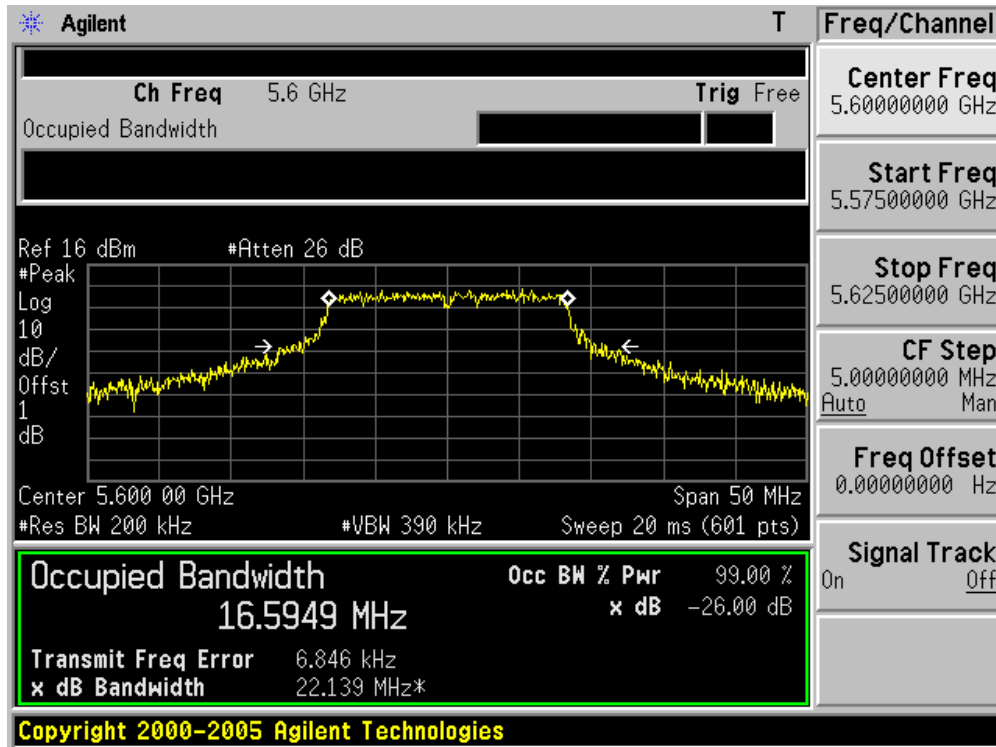 Agilent T Freq/Channel
Ch Freq 5.6 GHz Trig Free
Occupied Bandwidth
Center Freq
5.60000000 GHz
Start Freq
5.57500000 GHz
Stop Freq
5.62500000 GHz
CF Step
5.00000000 MHz
Auto Man
Freq Offset
0.00000000 Hz
Signal Track
On Off
Ref 16 dBm #Atten 26 dB
#Peak
Log
10
dB/
Offst
1
dB
Center 5.600 00 GHz Span 50 MHz
#Res BW 200 kHz #VBW 390 kHz Sweep 20 ms (601 pts)
Occupied Bandwidth Occ BW % Pwr 99.00 %
16.5949 MHz x dB -26.00 dB
Transmit Freq Error 6.846 kHz
x dB Bandwidth 22.139 MHz*
Copyright 2000-2005 Agilent Technologies